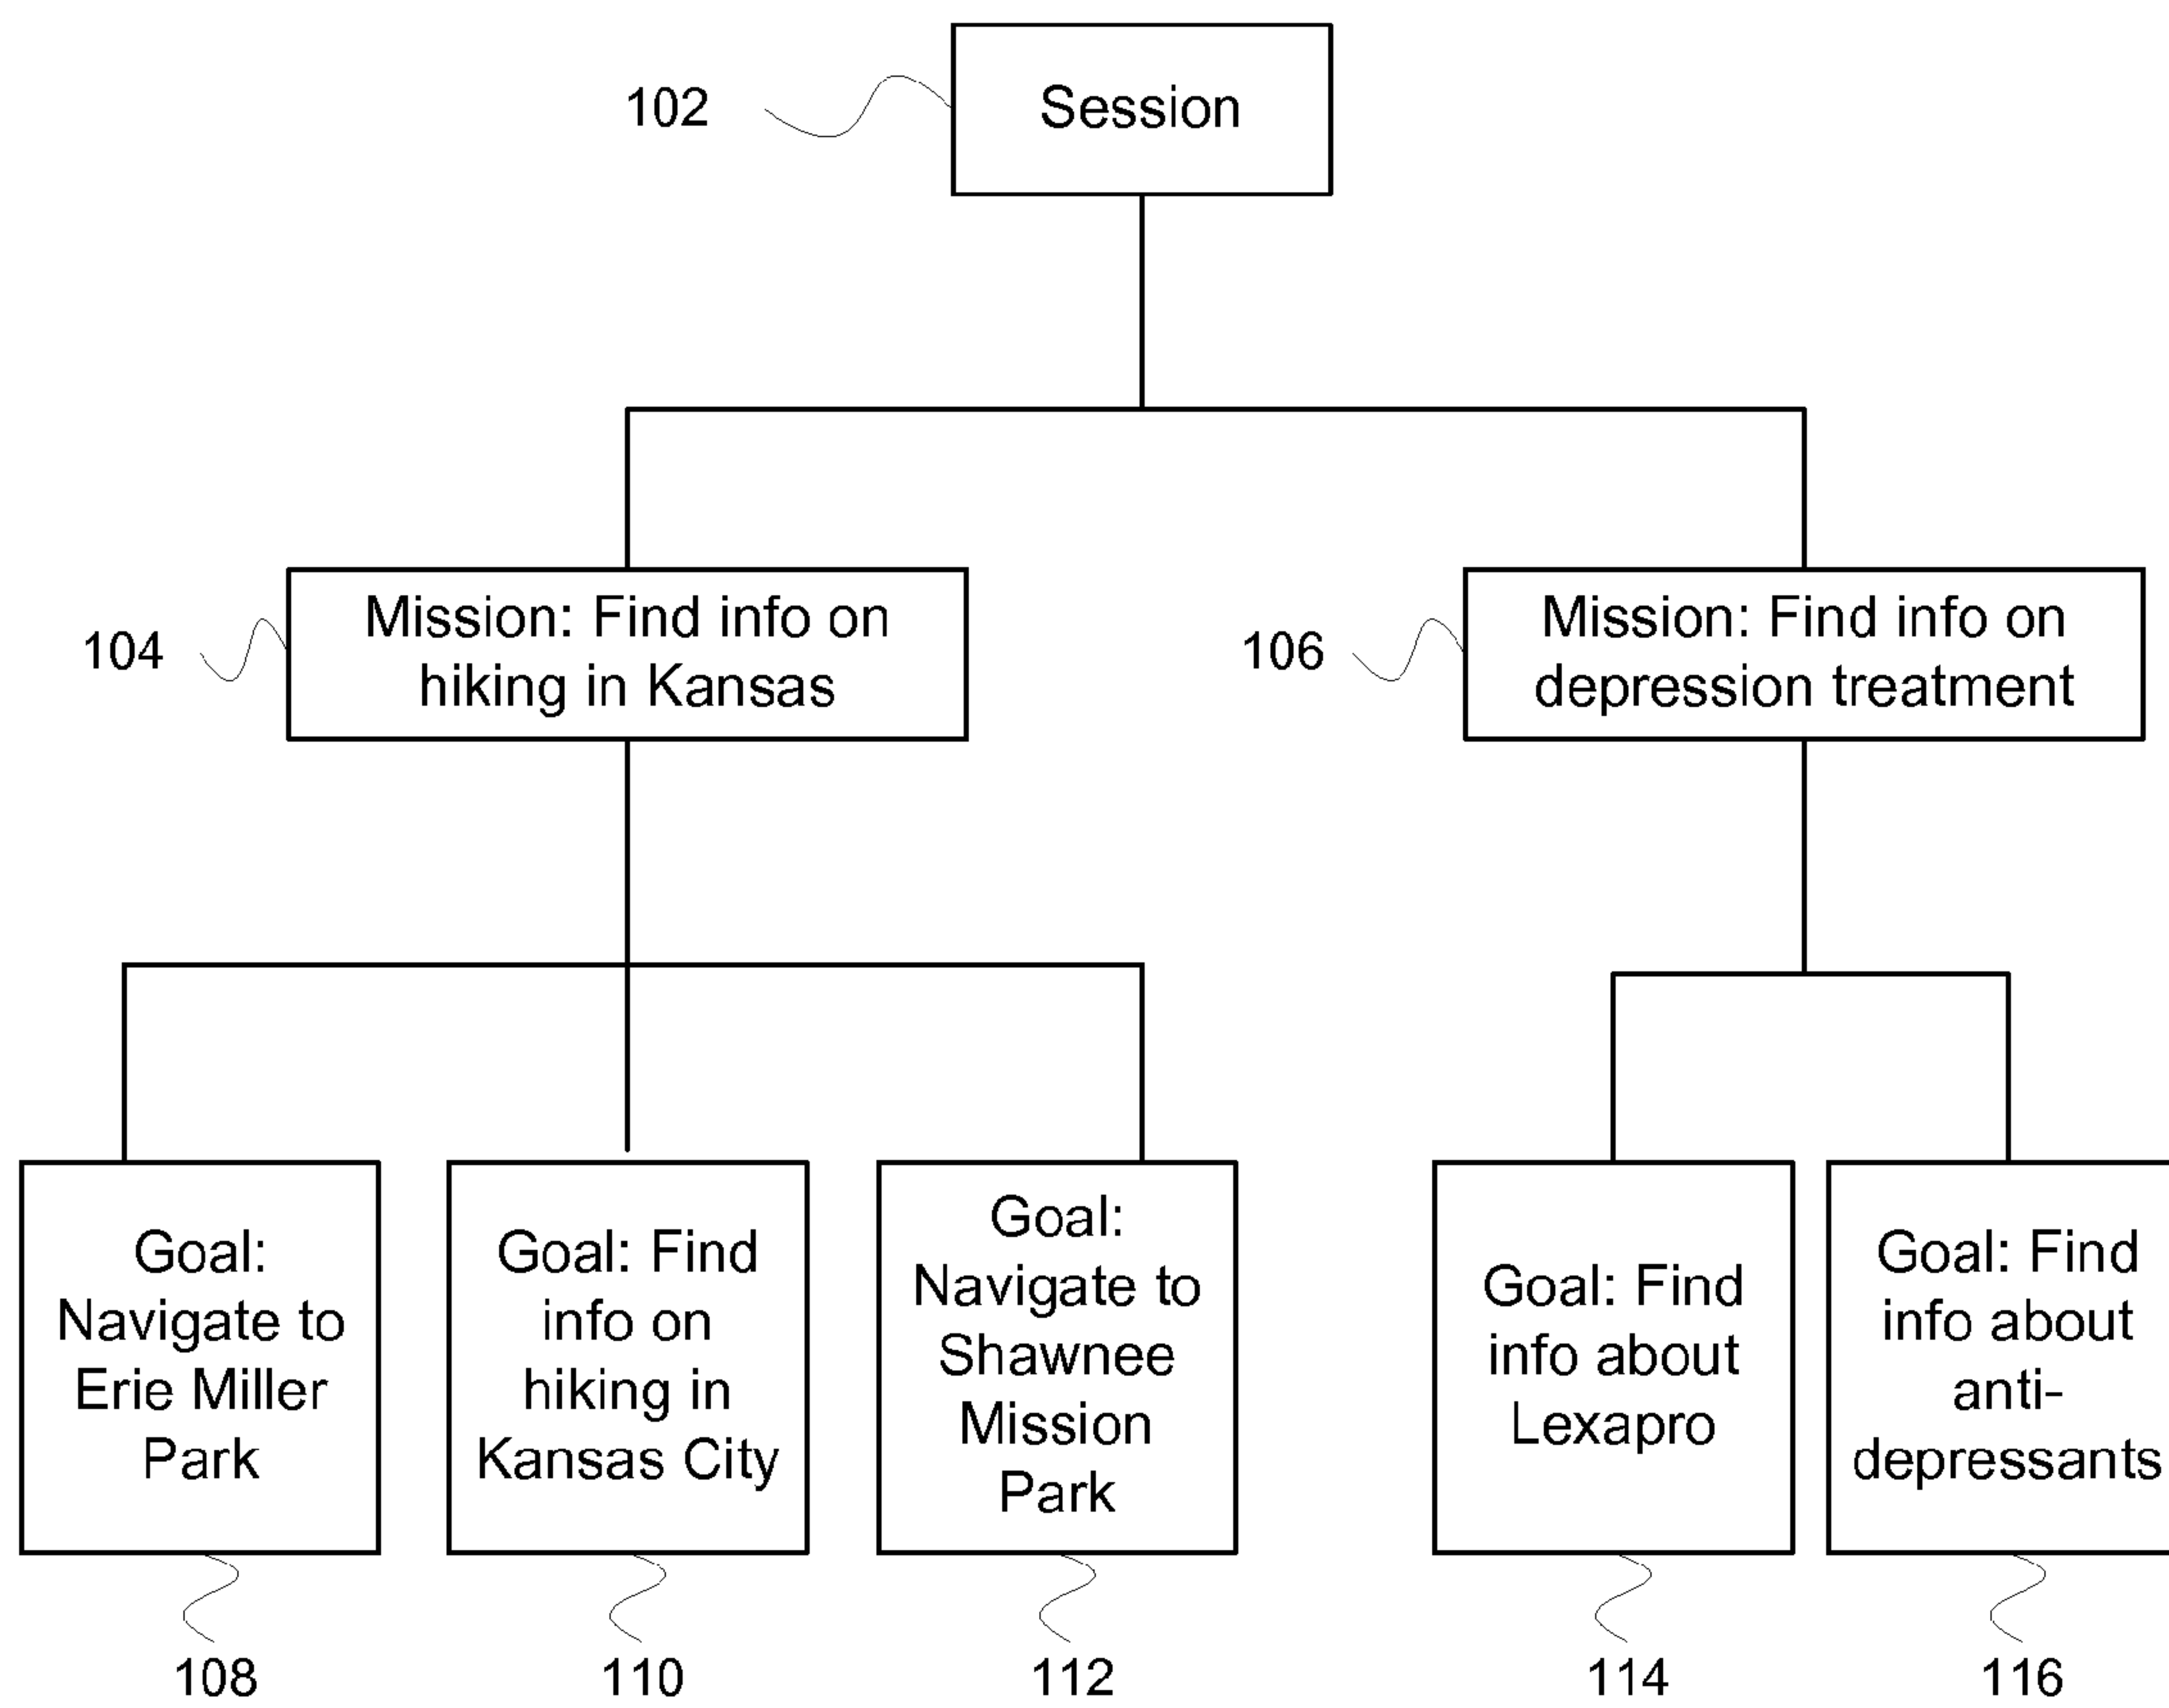 102
Session
104
Mission: Find info on
hiking in Kansas
106
Mission: Find info on
depression treatment
Goal:
Navigate to
Erie Miller
Park
Goal: Find
info on
hiking in
Kansas City
Goal:
Navigate to
Shawnee
Mission
Park
Goal: Find
info about
Lexapro
Goal: Find
info about
anti-
depressants
108
110
112
114
116